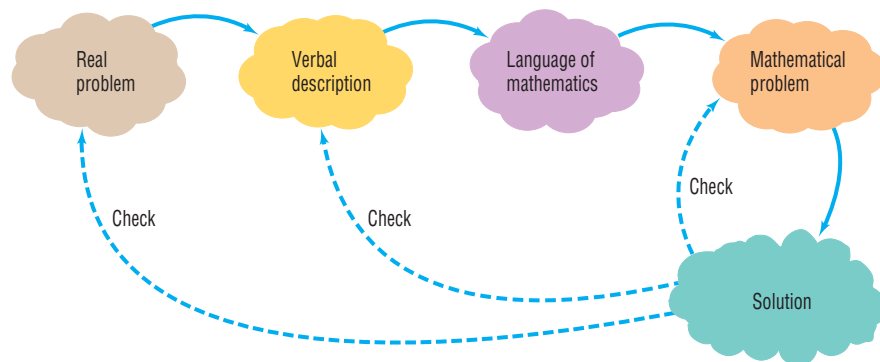 Real
problem
Verbal
description
Language of
mathematics
Mathematical
problem
Check
Check
Check
Solution